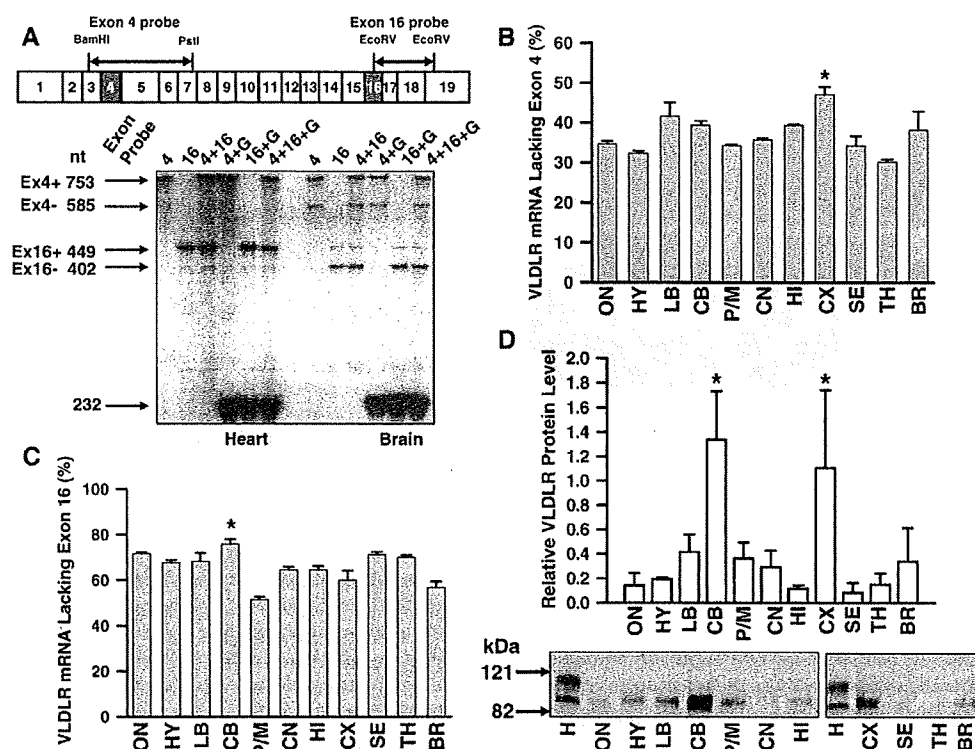 A
Exon 4 probe
BamHI
PstI
Exon 16 probe
EcoRV
EcoRV
1 2 3 4 5 6 7 8 9 10 11 12 13 14 15 16 17 18 19
nt
Exon Probe
4 16 4+16 4+G 16+G 4+16+G 4 16 4+16 4+G 16+G 4+16+G
Ex4+ 753
Ex4- 585
Ex16+ 449
Ex16- 402
232
Heart
Brain
B
VLDLR mRNA Lacking Exon 4 (%)
60
50
40
30
20
10
0
*
ON HY LB CB P/M CN HI CX SE TH BR
C
VLDLR mRNA Lacking Exon 16 (%)
100
80
60
40
20
0
*
ON HY LB CB P/M CN HI CX SE TH BR
D
Relative VLDLR Protein Level
2.0
1.8
1.6
1.4
1.2
1.0
0.8
0.6
0.4
0.2
0.0
*
*
ON HY LB CB P/M CN HI CX SE TH BR
kDa
121
82
H ON HY LB CB P/M CN HI H CX SE TH BR